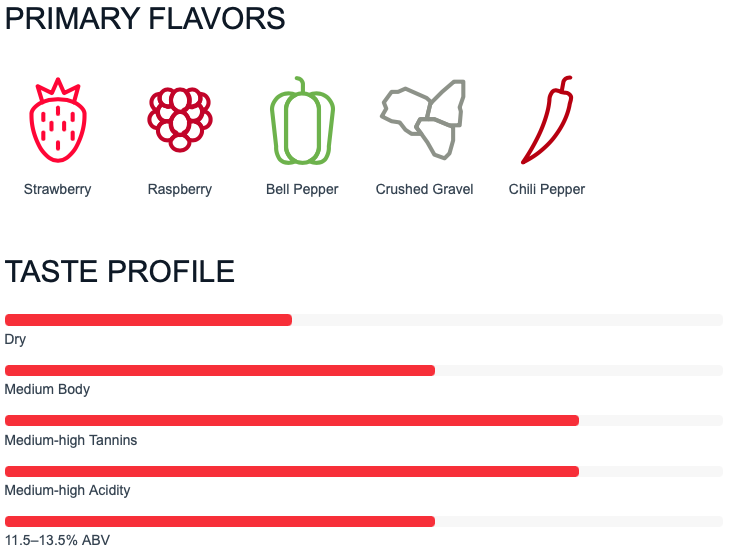 PRIMARY FLAVORS
Strawberry
Raspberry
Bell Pepper
Crushed Gravel
Chili Pepper
TASTE PROFILE
Dry
Medium Body
Medium-high Tannins
Medium-high Acidity
11.5–13.5% ABV